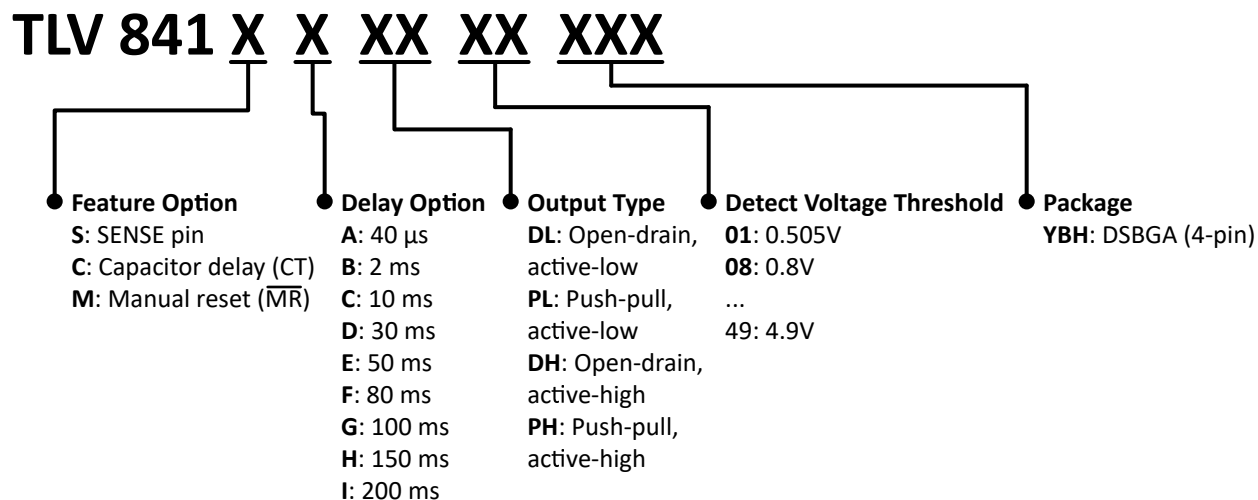 TLV 841 X X XX XX XXX
Feature Option
S: SENSE pin
C: Capacitor delay (CT)
M: Manual reset (M̅R̅)
Delay Option
A: 40 µs
B: 2 ms
C: 10 ms
D: 30 ms
E: 50 ms
F: 80 ms
G: 100 ms
H: 150 ms
I: 200 ms
Output Type
DL: Open-drain,
active-low
PL: Push-pull,
active-low
DH: Open-drain,
active-high
PH: Push-pull,
active-high
Detect Voltage Threshold
01: 0.505V
08: 0.8V
...
49: 4.9V
Package
YBH: DSBGA (4-pin)